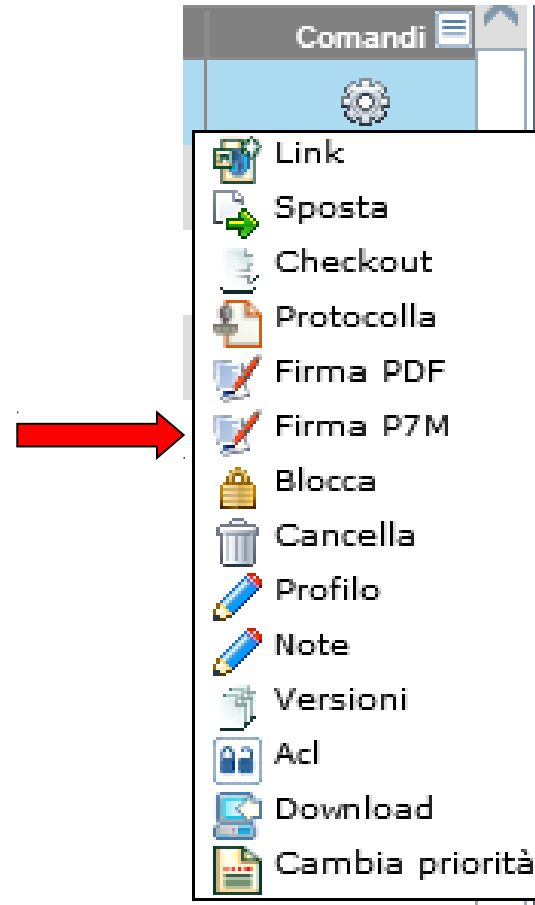 Comandi
Link
Sposta
Checkout
Protocolla
Firma PDF
Firma P7M
Blocca
Cancella
Profilo
Note
Versioni
Acl
Download
Cambia priorità